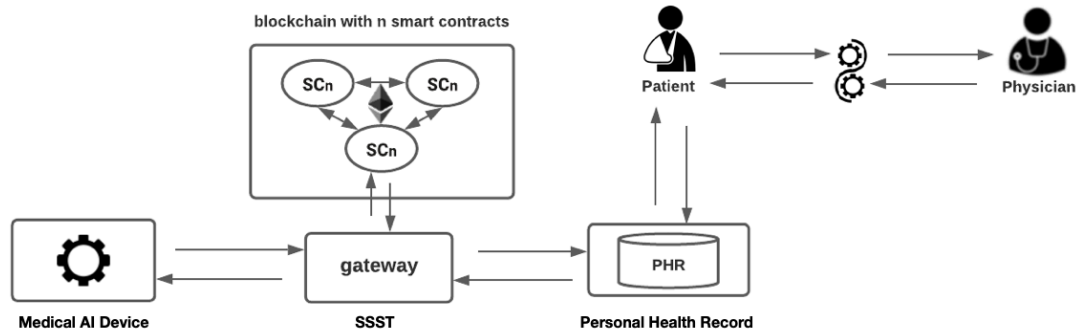 blockchain with n smart contracts
SCn
SCn
SCn
Patient
Physician
gateway
PHR
Medical AI Device
SSST
Personal Health Record